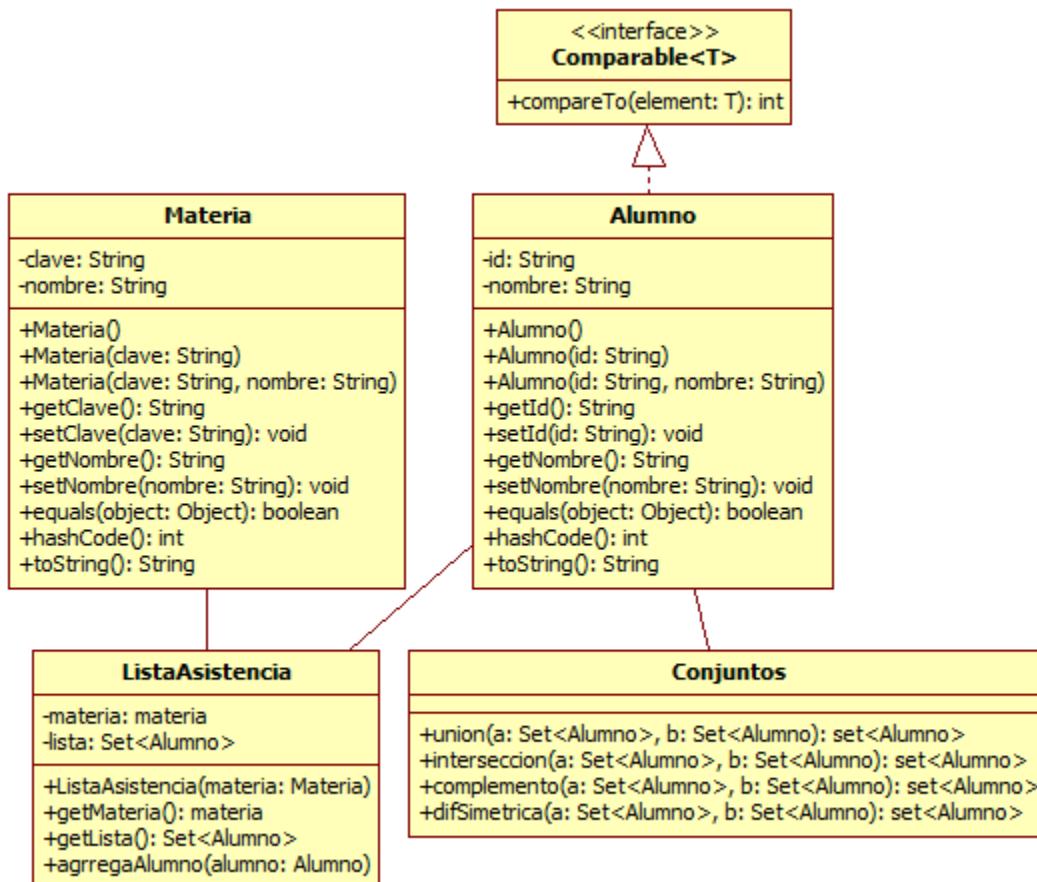 <<interface>>
Comparable<T>
+compareTo(element: T): int
Materia
-clave: String
-nombre: String
+Materia()
+Materia(clave: String)
+Materia(clave: String, nombre: String)
+getClave(): String
+setClave(clave: String): void
+getNombre(): String
+setNombre(nombre: String): void
+equals(object: Object): boolean
+hashCode(): int
+toString(): String
Alumno
-id: String
-nombre: String
+Alumno()
+Alumno(id: String)
+Alumno(id: String, nombre: String)
+getId(): String
+setId(id: String): void
+getNombre(): String
+setNombre(nombre: String): void
+equals(object: Object): boolean
+hashCode(): int
+toString(): String
ListaAsistencia
-materia: materia
-lista: Set<Alumno>
+ListaAsistencia(materia: Materia)
+getMateria(): materia
+getLista(): Set<Alumno>
+agrregaAlumno(alumno: Alumno)
Conjuntos
+union(a: Set<Alumno>, b: Set<Alumno): set<Alumno>
+interseccion(a: Set<Alumno>, b: Set<Alumno): set<Alumno>
+complemento(a: Set<Alumno>, b: Set<Alumno): set<Alumno>
+difSimetrica(a: Set<Alumno>, b: Set<Alumno): set<Alumno>